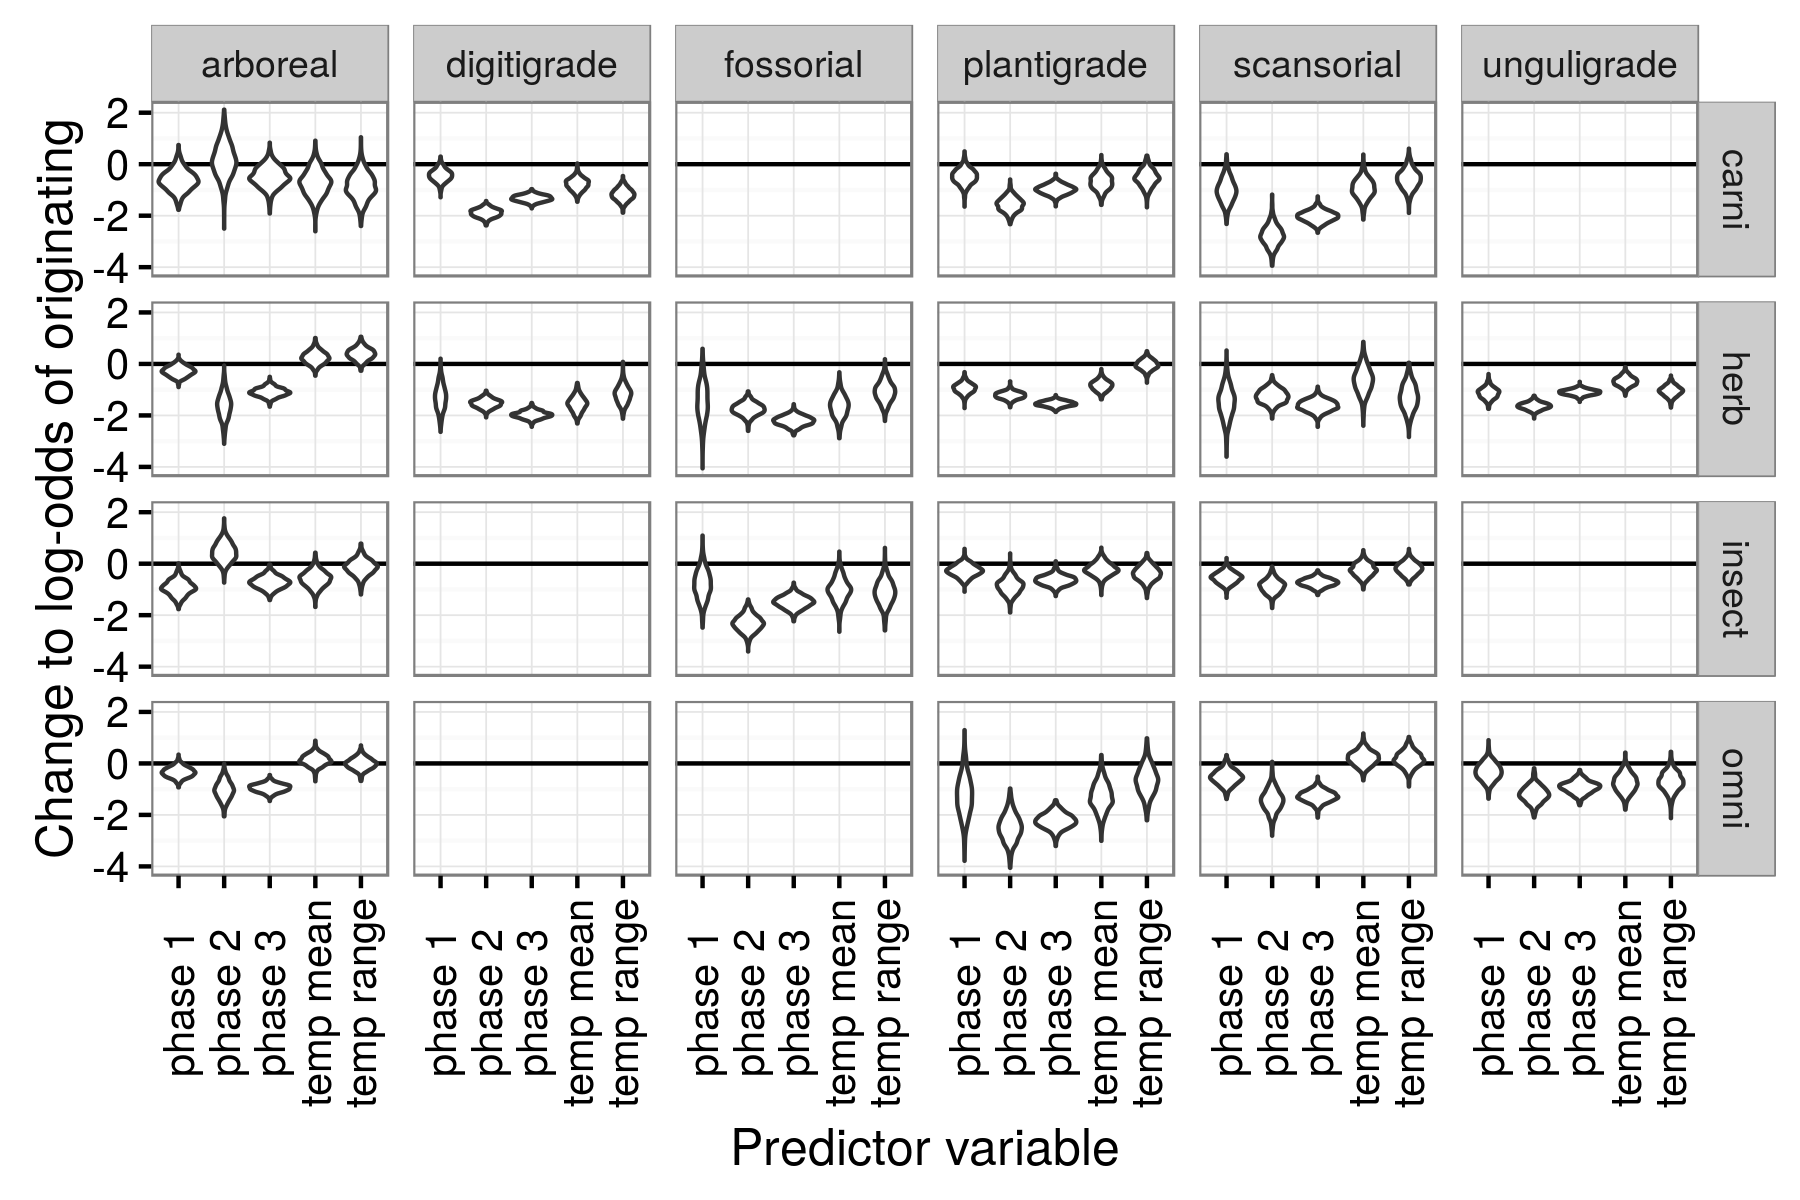 arboreal digitigrade fossorial plantigrade scansorial unguligrade
Change to log-odds of originating
2
0
-2
-4
carni
2
0
-2
-4
herb
2
0
-2
-4
insect
2
0
-2
-4
omni
phase 1 phase 2 phase 3 temp mean temp range phase 1 phase 2 phase 3 temp mean temp range phase 1 phase 2 phase 3 temp mean temp range phase 1 phase 2 phase 3 temp mean temp range phase 1 phase 2 phase 3 temp mean temp range phase 1 phase 2 phase 3 temp mean temp range
Predictor variable